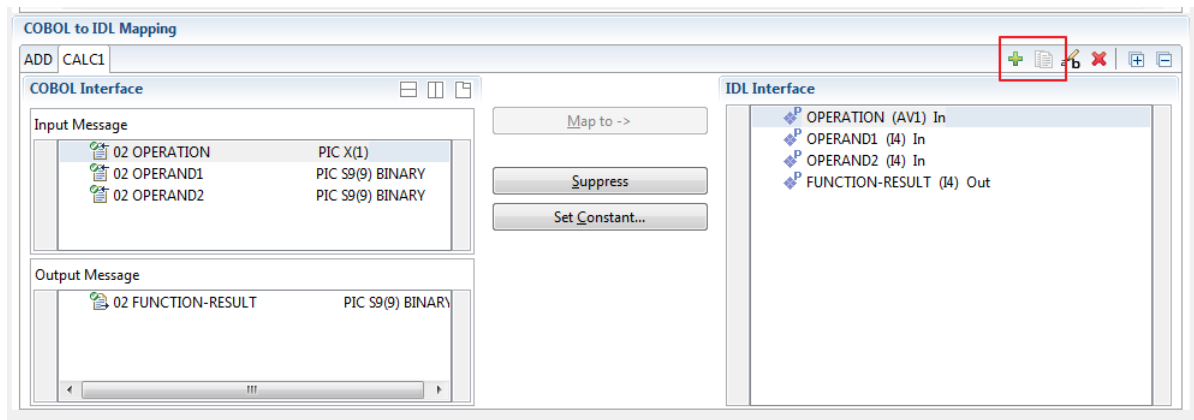 COBOL to IDL Mapping
ADD CALC1
COBOL Interface
Input Message
02 OPERATION PIC X(1)
02 OPERAND1 PIC S9(9) BINARY
02 OPERAND2 PIC S9(9) BINARY
Output Message
02 FUNCTION-RESULT PIC S9(9) BINARY
Map to ->
Suppress
Set Constant...
IDL Interface
OPERATION (AV1) In
OPERAND1 (I4) In
OPERAND2 (I4) In
FUNCTION-RESULT (I4) Out